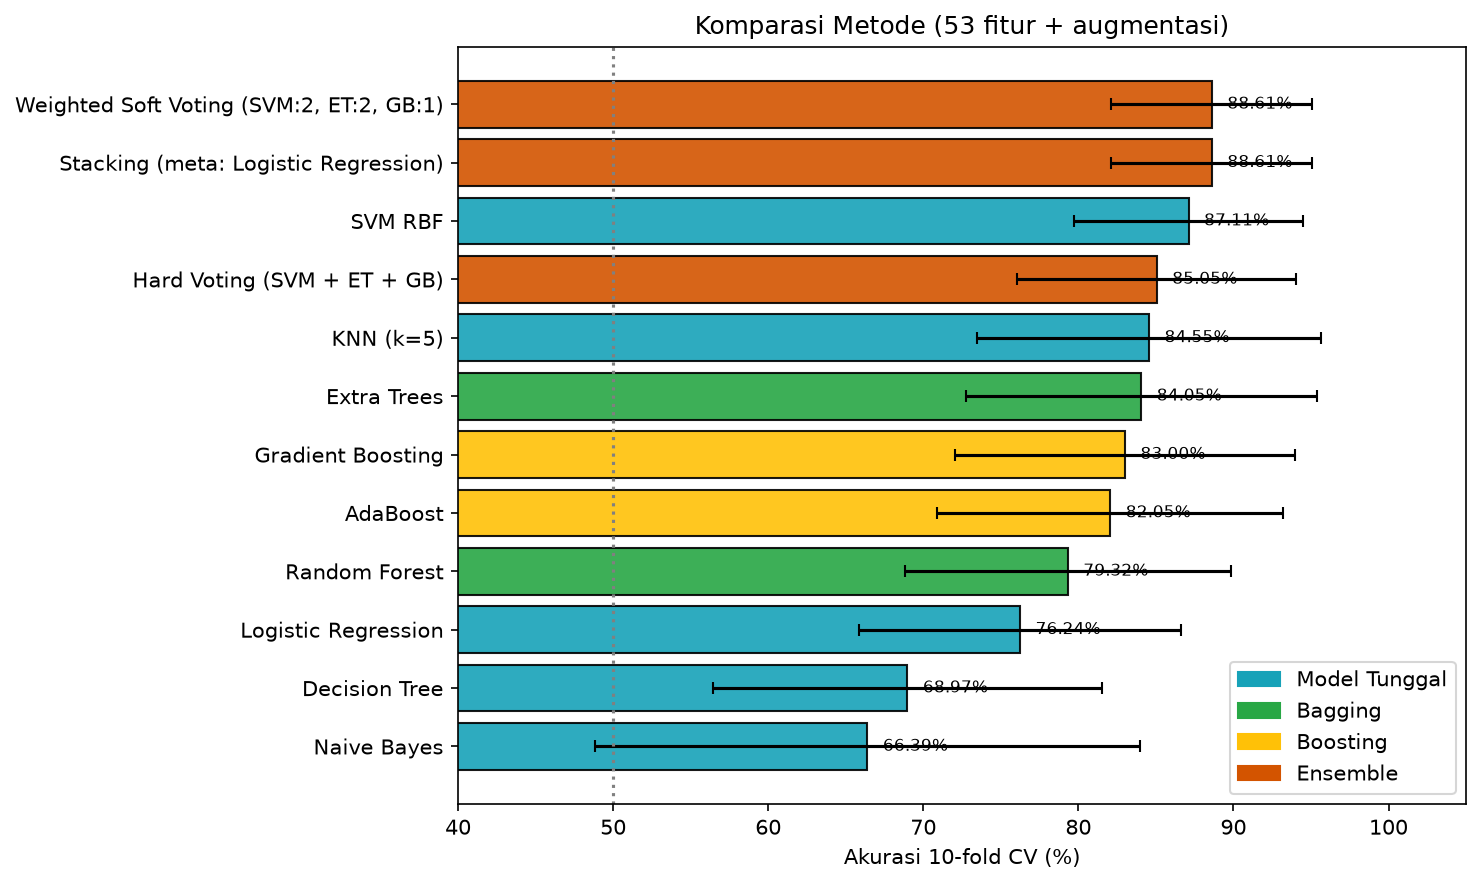 Komparasi Metode (53 fitur + augmentasi)
Weighted Soft Voting (SVM:2, ET:2, GB:1)
88.61%
Stacking (meta: Logistic Regression)
88.61%
SVM RBF
87.11%
Hard Voting (SVM + ET + GB)
85.05%
KNN (k=5)
84.55%
Extra Trees
84.05%
Gradient Boosting
83.00%
AdaBoost
82.05%
Random Forest
79.32%
Logistic Regression
76.24%
Decision Tree
68.97%
Naive Bayes
66.39%
Model Tunggal
Bagging
Boosting
Ensemble
40 50 60 70 80 90 100
Akurasi 10-fold CV (%)